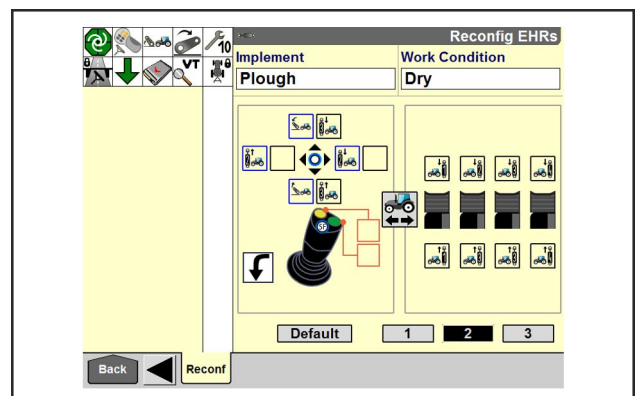 Reconfig EHRs
10
VT
Implement
Work Condition
Plough
Dry
SF
Default
1
2
3
Back
Reconf